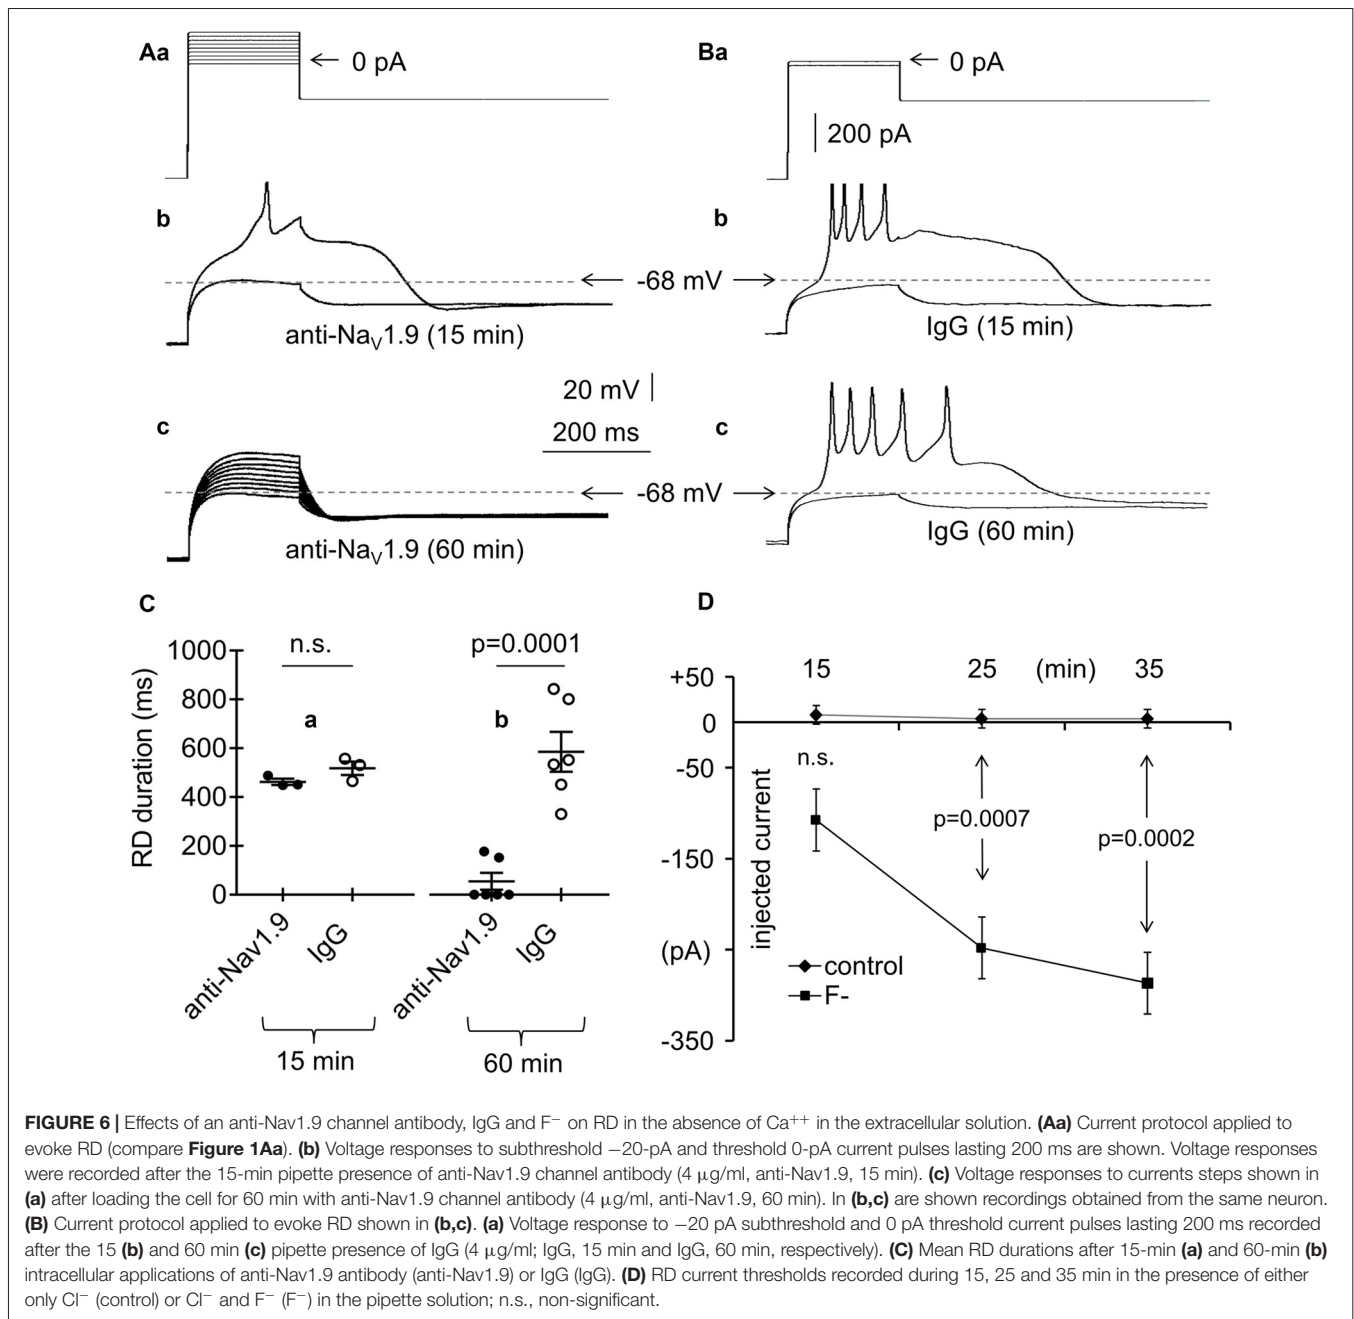 Aa
0 pA
Ba
0 pA
200 pA
b
b
-68 mV
anti-NaV1.9 (15 min)
IgG (15 min)
20 mV
200 ms
c
c
-68 mV
anti-NaV1.9 (60 min)
IgG (60 min)
C
D
n.s.
p=0.0001
1000
800
600
400
200
0
RD duration (ms)
a
b
anti-Nav1.9
IgG
anti-Nav1.9
IgG
15 min
60 min
15
25
(min)
35
+50
0
-50
-150
(pA)
-350
injected current
n.s.
p=0.0007
p=0.0002
control
F-
FIGURE 6 | Effects of an anti-Nav1.9 channel antibody, IgG and F− on RD in the absence of Ca++ in the extracellular solution. (Aa) Current protocol applied to
evoke RD (compare Figure 1Aa). (b) Voltage responses to subthreshold −20-pA and threshold 0-pA current pulses lasting 200 ms are shown. Voltage responses
were recorded after the 15-min pipette presence of anti-Nav1.9 channel antibody (4 μg/ml, anti-Nav1.9, 15 min). (c) Voltage responses to currents steps shown in
(a) after loading the cell for 60 min with anti-Nav1.9 channel antibody (4 μg/ml, anti-Nav1.9, 60 min). In (b,c) are shown recordings obtained from the same neuron.
(B) Current protocol applied to evoke RD shown in (b,c). (a) Voltage response to −20 pA subthreshold and 0 pA threshold current pulses lasting 200 ms recorded
after the 15 (b) and 60 min (c) pipette presence of IgG (4 μg/ml; IgG, 15 min and IgG, 60 min, respectively). (C) Mean RD durations after 15-min (a) and 60-min (b)
intracellular applications of anti-Nav1.9 antibody (anti-Nav1.9) or IgG (IgG). (D) RD current thresholds recorded during 15, 25 and 35 min in the presence of either
only Cl− (control) or Cl− and F− (F−) in the pipette solution; n.s., non-significant.